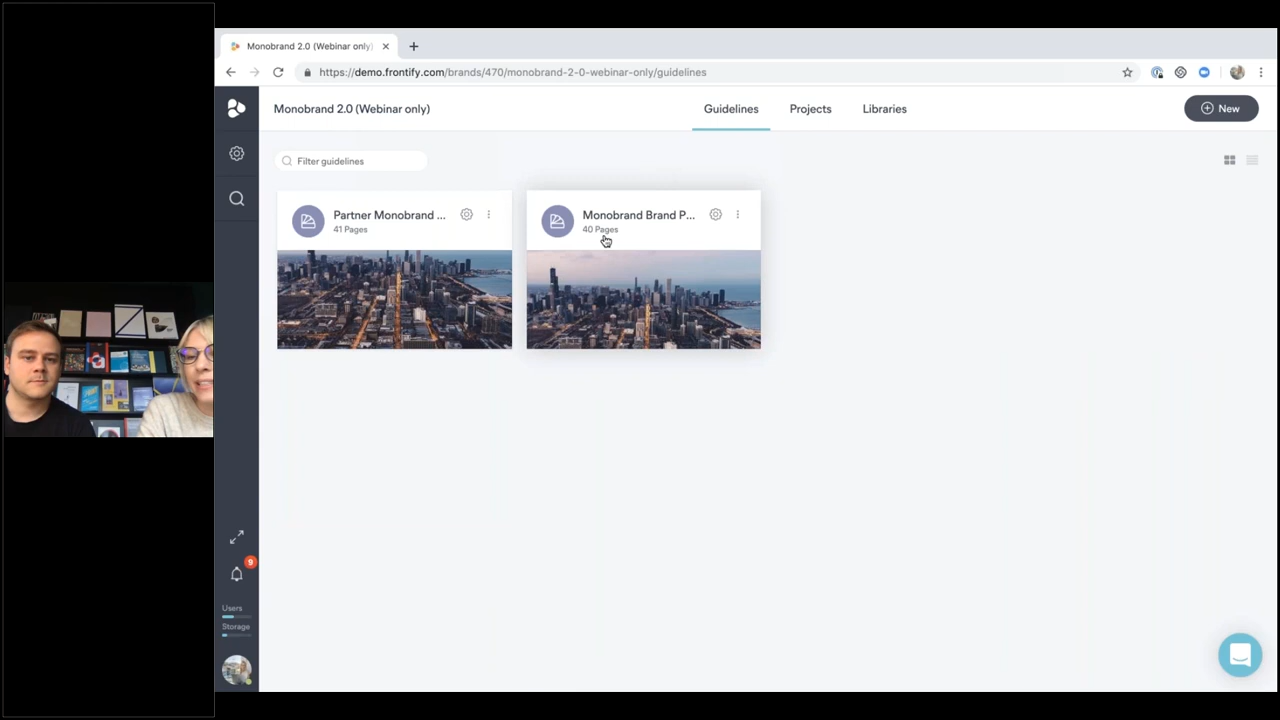 Monobrand 2.0 (Webinar only)
https://demo.frontify.com/brands/470/monobrand-2-0-webinar-only/guidelines
Monobrand 2.0 (Webinar only)
Guidelines
Projects
Libraries
New
Filter guidelines
Partner Monobrand ...
41 Pages
Monobrand Brand P...
40 Pages
9
Users
Storage